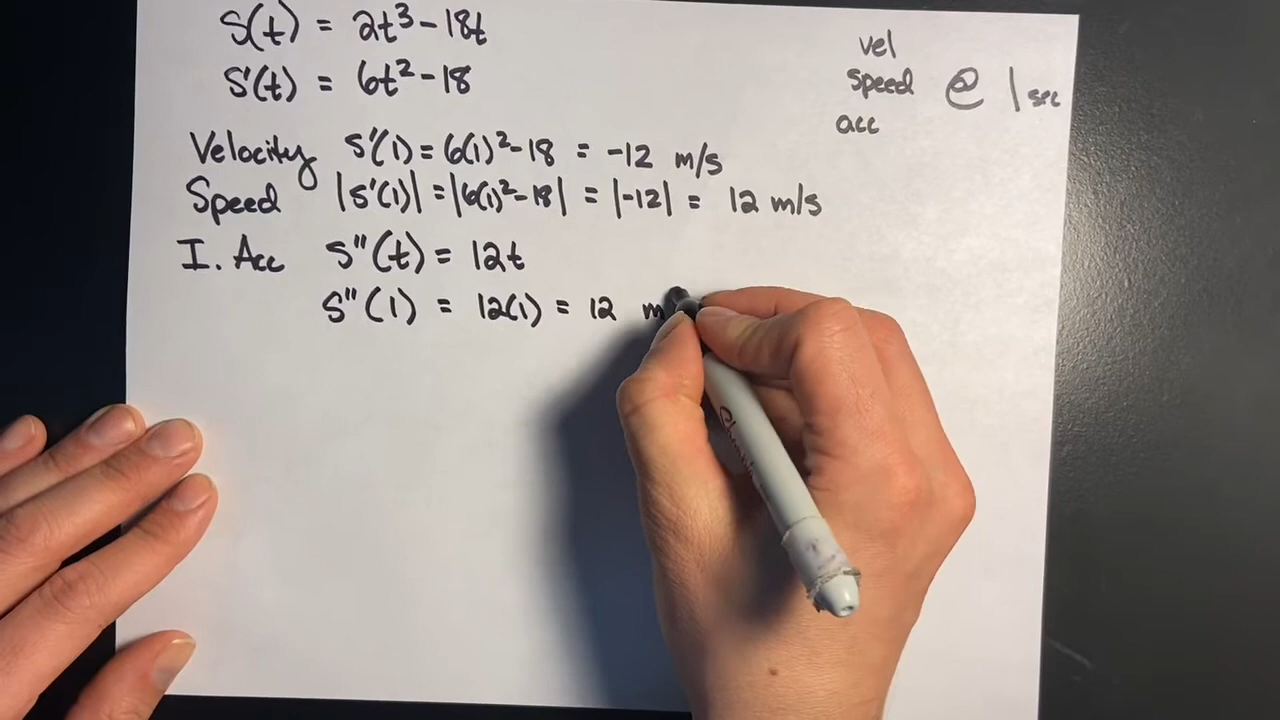 S(t) = 2t³-18t
S'(t) = 6t²-18
vel
speed @ 1 sec
acc
Velocity S'(1) = 6(1)²-18 = -12 m/s
Speed |S'(1)| = |6(1)²-18| = |-12| = 12 m/s
I. Acc S"(t) = 12t
S"(1) = 12(1) = 12 m